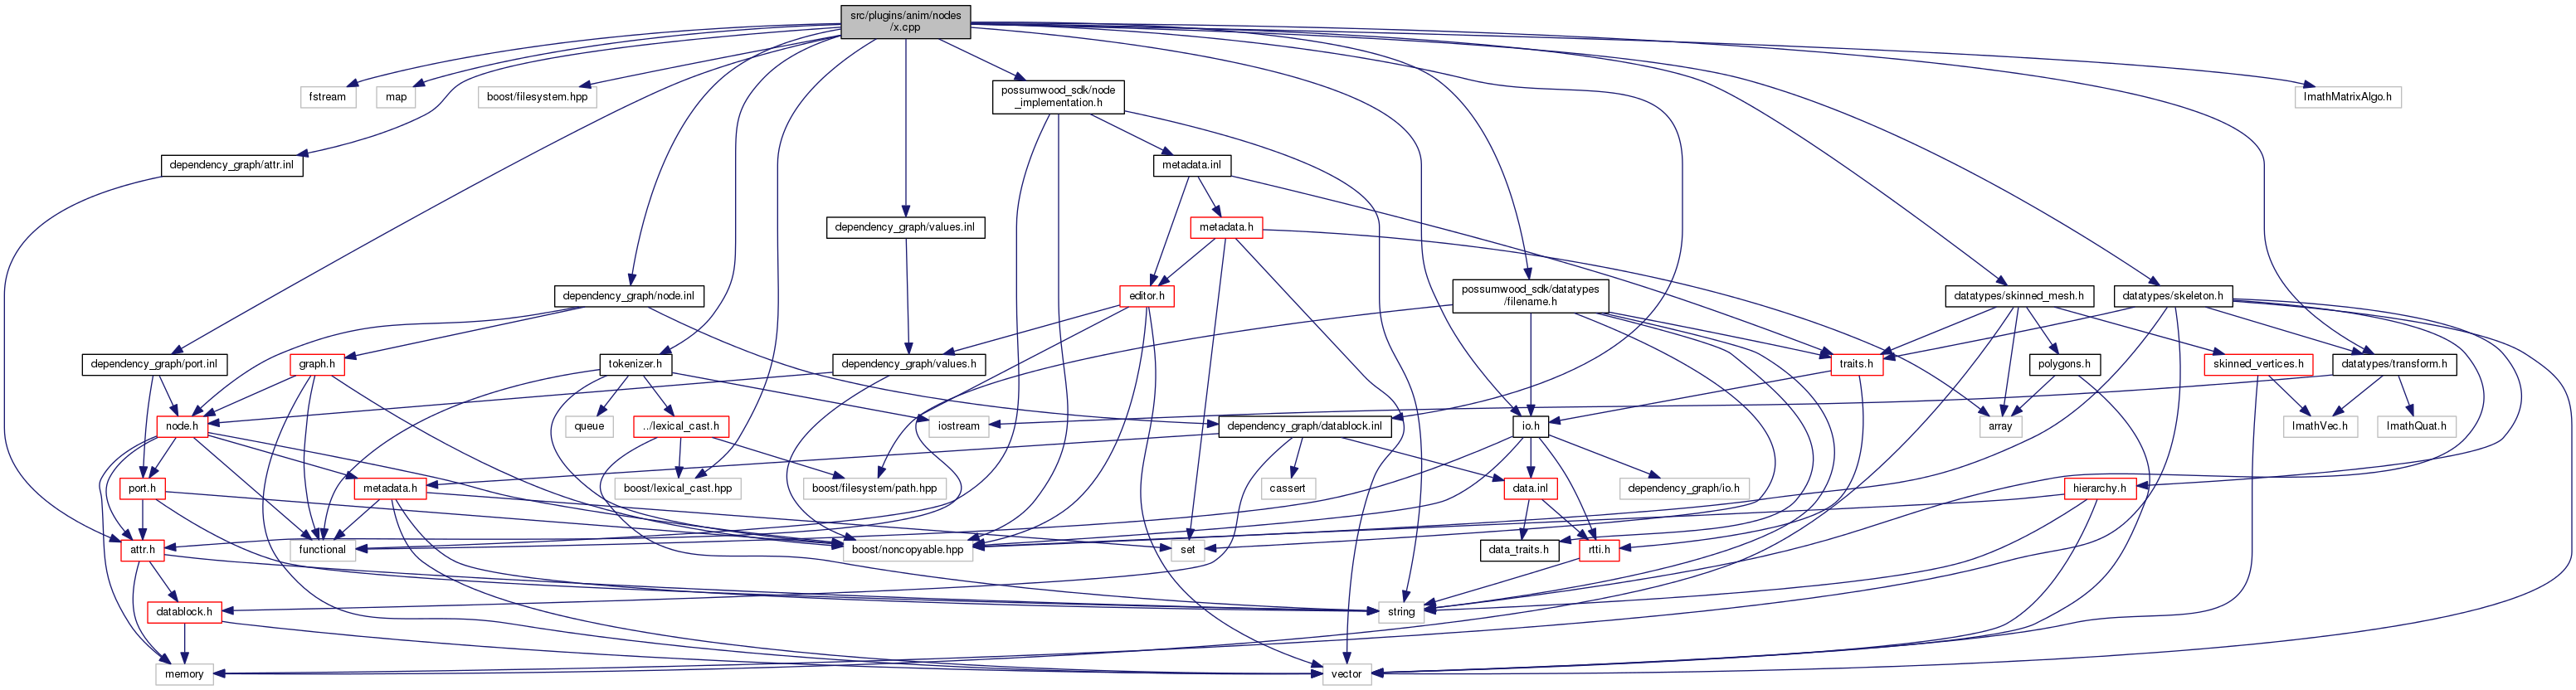 src/plugins/anim/nodes
/x.cpp
fstream
map
boost/filesystem.hpp
possumwood_sdk/node
_implementation.h
ImathMatrixAlgo.h
dependency_graph/attr.inl
metadata.inl
dependency_graph/values.inl
metadata.h
dependency_graph/node.inl
editor.h
possumwood_sdk/datatypes
/filename.h
datatypes/skinned_mesh.h
datatypes/skeleton.h
dependency_graph/port.inl
graph.h
tokenizer.h
dependency_graph/values.h
traits.h
polygons.h
skinned_vertices.h
datatypes/transform.h
node.h
queue
../lexical_cast.h
iostream
dependency_graph/datablock.inl
io.h
array
ImathVec.h
ImathQuat.h
port.h
metadata.h
boost/lexical_cast.hpp
boost/filesystem/path.hpp
cassert
data.inl
dependency_graph/io.h
hierarchy.h
attr.h
functional
boost/noncopyable.hpp
set
data_traits.h
rtti.h
datablock.h
string
memory
vector